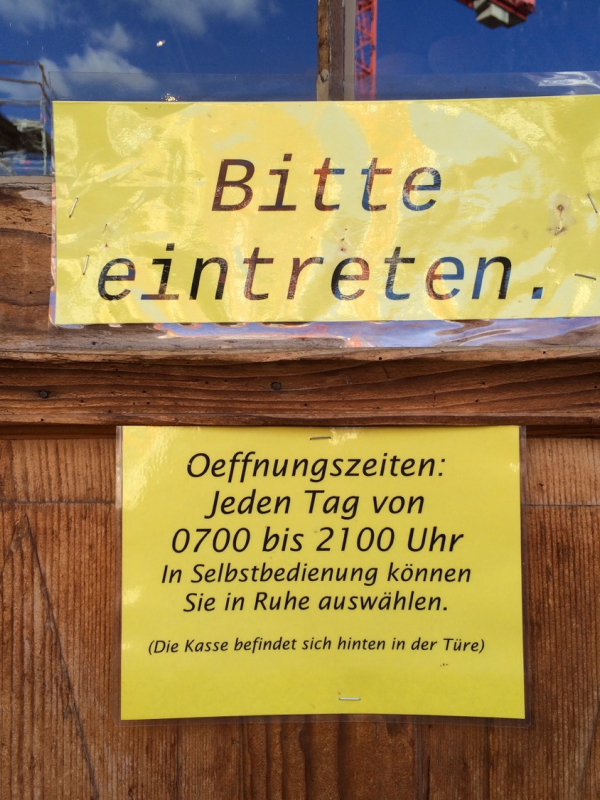 Bitte
eintreten.
Oeffnungszeiten:
Jeden Tag von
0700 bis 2100 Uhr
In Selbstbedienung können
Sie in Ruhe auswählen.
(Die Kasse befindet sich hinten in der Türe)